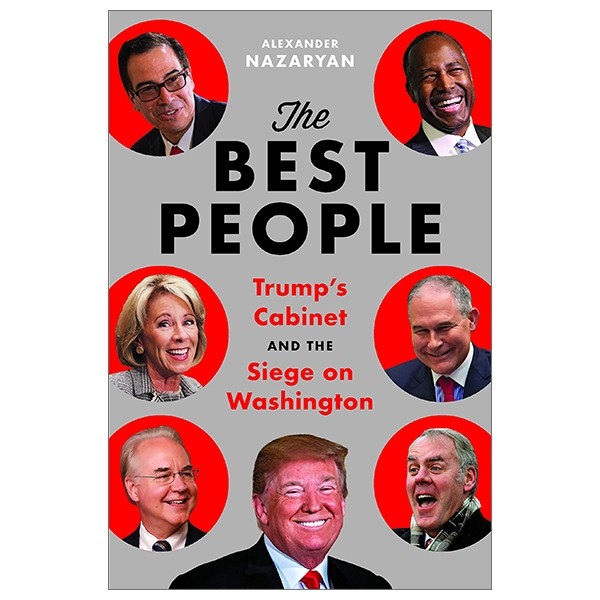 ALEXANDER
NAZARYAN
The
BEST
PEOPLE
Trump's
Cabinet
AND THE
Siege on
Washington